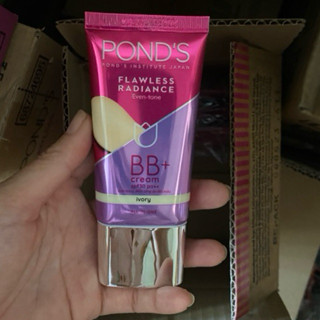 POND'S
POND'S INSTITUTE JAPAN
FLAWLESS
RADIANCE
Even-tone
BB+
cream
ivory